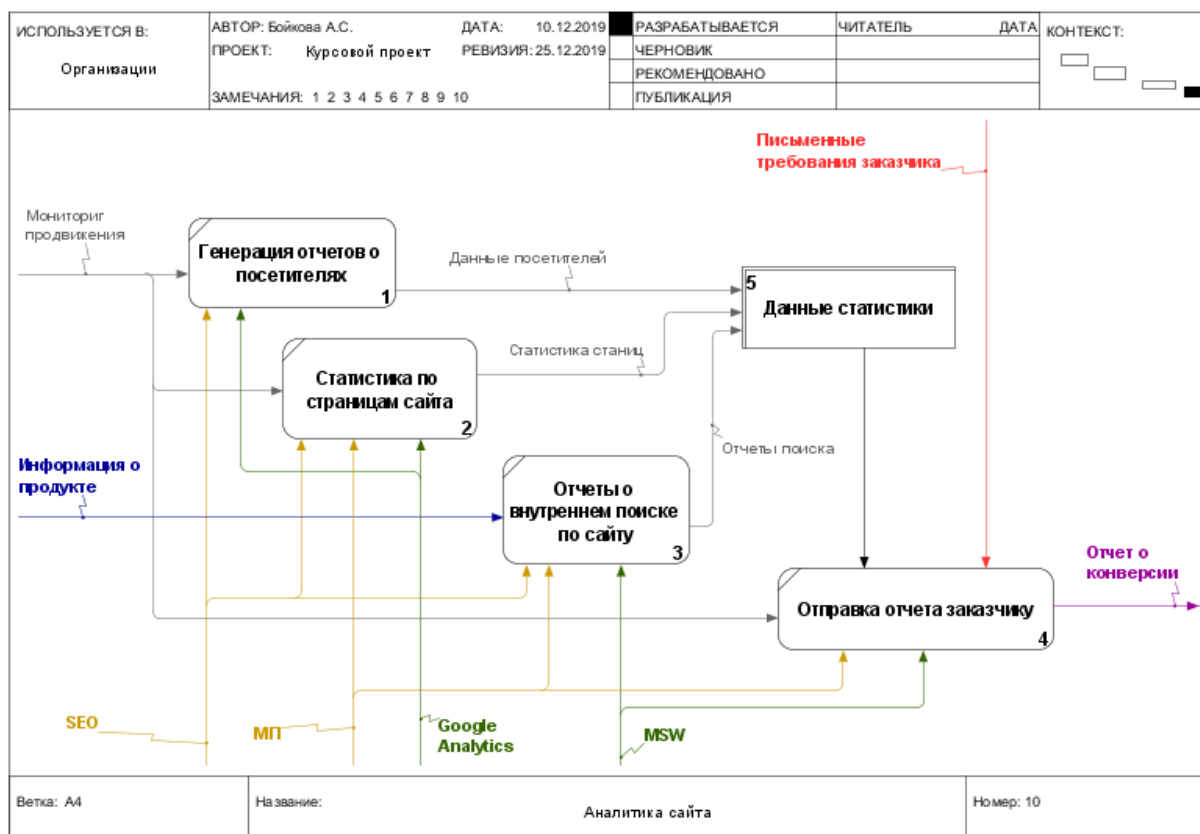 ИСПОЛЬЗУЕТСЯ В:
Организации
АВТОР: Бойкова А.С.
ДАТА: 10.12.2019
ПРОЕКТ: Курсовой проект
РЕВИЗИЯ: 25.12.2019
ЗАМЕЧАНИЯ: 1 2 3 4 5 6 7 8 9 10
РАЗРАБАТЫВАЕТСЯ
ЧЕРНОВИК
РЕКОМЕНДОВАНО
ПУБЛИКАЦИЯ
ЧИТАТЕЛЬ
ДАТА
КОНТЕКСТ:
Письменные
требования заказчика
Мониториг
продвижения
Генерация отчетов о
посетителях
1
Данные посетителей
5
Данные статистики
Статистика станиц
Статистика по
страницам сайта
2
Отчеты поиска
Информация о
продукте
Отчеты о
внутреннем поиске
по сайту
3
Отчет о
конверсии
Отправка отчета заказчику
4
SEO
МП
Google
Analytics
MSW
Ветка: A4
Название:
Аналитика сайта
Номер: 10